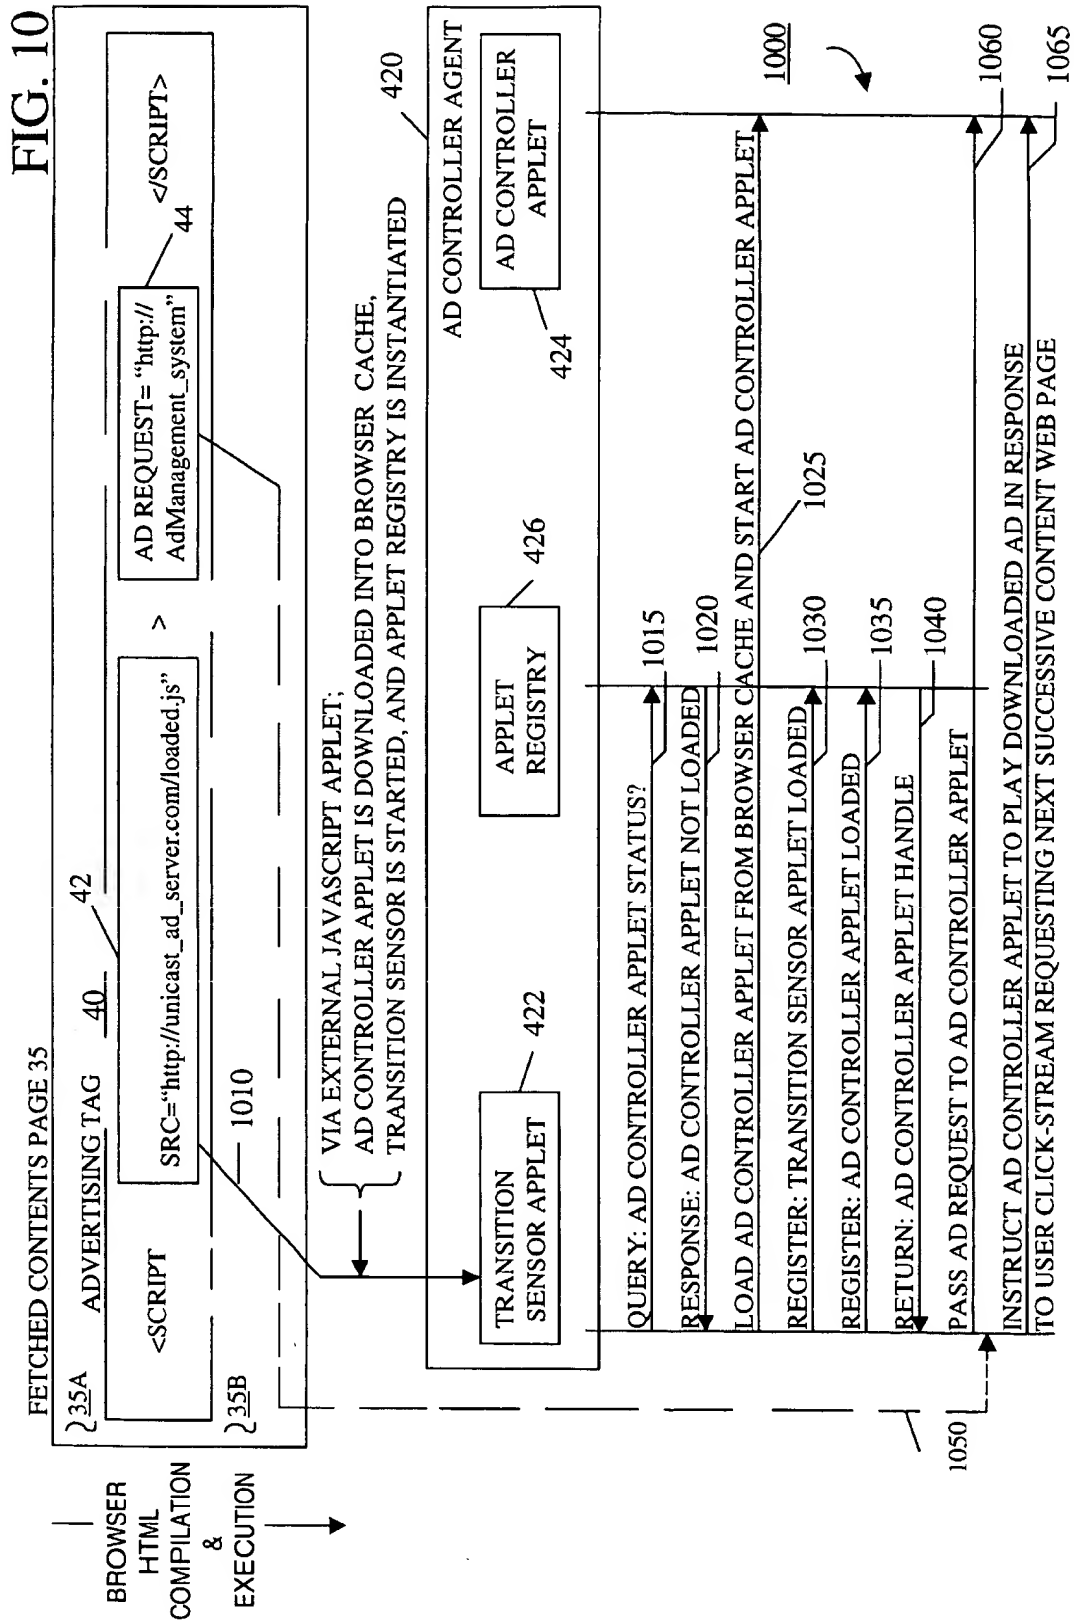 FIG. 10
FETCHED CONTENTS PAGE 35
35A
ADVERTISING TAG 40
42
44
<SCRIPT
SRC="http://unicast_ad_server.com/loaded.js"
>
AD REQUEST= "http://
AdManagement_system"
</SCRIPT>
35B
1010
BROWSER
HTML
COMPILATION
&
EXECUTION
VIA EXTERNAL JAVASCRIPT APPLET;
AD CONTROLLER APPLET IS DOWNLOADED INTO BROWSER CACHE,
TRANSITION SENSOR IS STARTED, AND APPLET REGISTRY IS INSTANTIATED
420
AD CONTROLLER AGENT
TRANSITION
SENSOR APPLET
422
APPLET
REGISTRY
426
AD CONTROLLER
APPLET
424
1000
QUERY: AD CONTROLLER APPLET STATUS?
1015
RESPONSE: AD CONTROLLER APPLET NOT LOADED
1020
LOAD AD CONTROLLER APPLET FROM BROWSER CACHE AND START AD CONTROLLER APPLET
1025
REGISTER: TRANSITION SENSOR APPLET LOADED
1030
REGISTER: AD CONTROLLER APPLET LOADED
1035
RETURN: AD CONTROLLER APPLET HANDLE
1040
PASS AD REQUEST TO AD CONTROLLER APPLET
1060
1050
INSTRUCT AD CONTROLLER APPLET TO PLAY DOWNLOADED AD IN RESPONSE
TO USER CLICK-STREAM REQUESTING NEXT SUCCESSIVE CONTENT WEB PAGE
1065